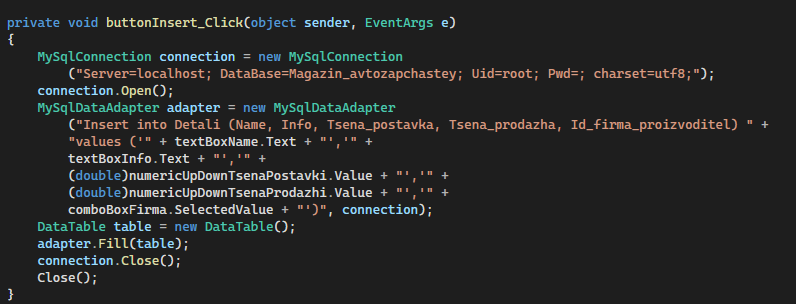 private void buttonInsert_Click(object sender, EventArgs e)
{
MySqlConnection connection = new MySqlConnection
("Server=localhost; DataBase=Magazin_avtozapchastey; Uid=root; Pwd=; charset=utf8;");
connection.Open();
MySqlDataAdapter adapter = new MySqlDataAdapter
("Insert into Detali (Name, Info, Tsena_postavka, Tsena_prodazha, Id_firma_proizvoditel) " +
"values ('" + textBoxName.Text + "','" +
textBoxInfo.Text + "','" +
(double)numericUpDownTsenaPostavki.Value + "','" +
(double)numericUpDownTsenaProdazhi.Value + "','" +
comboBoxFirma.SelectedValue + "')", connection);
DataTable table = new DataTable();
adapter.Fill(table);
connection.Close();
Close();
}